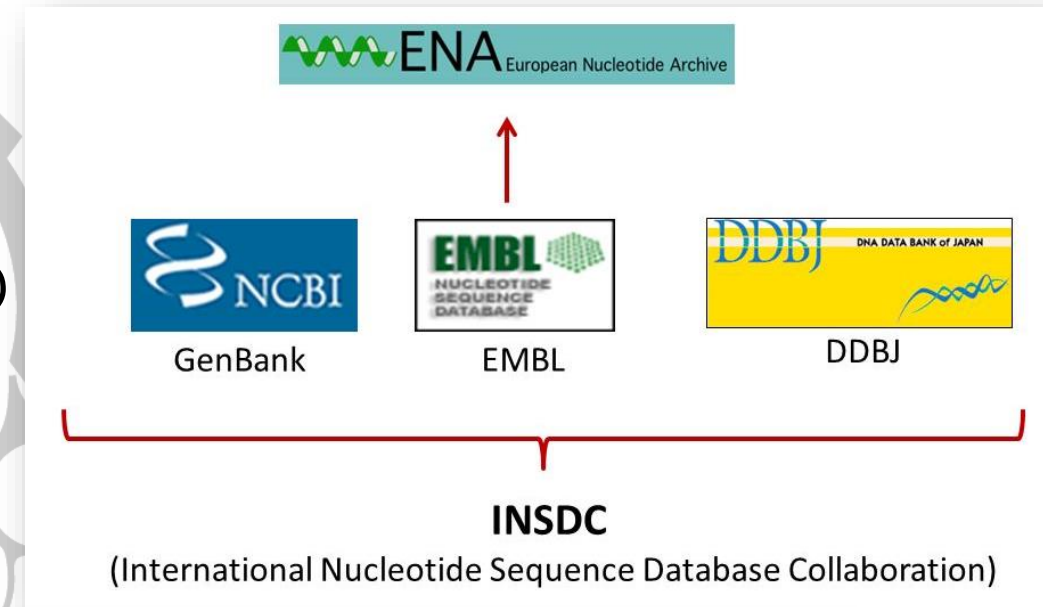 ENA European Nucleotide Archive
NCBI
EMBL
NUCLEOTIDE
SEQUENCE
DATABASE
DDBJ DNA DATA BANK of JAPAN
GenBank
EMBL
DDBJ
INSDC
(International Nucleotide Sequence Database Collaboration)
)